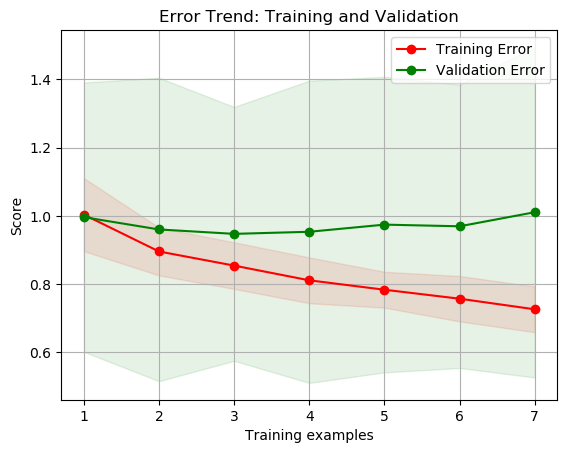 Error Trend: Training and Validation
Training Error
Validation Error
Score
1.4
1.2
1.0
0.8
0.6
1 2 3 4 5 6 7
Training examples